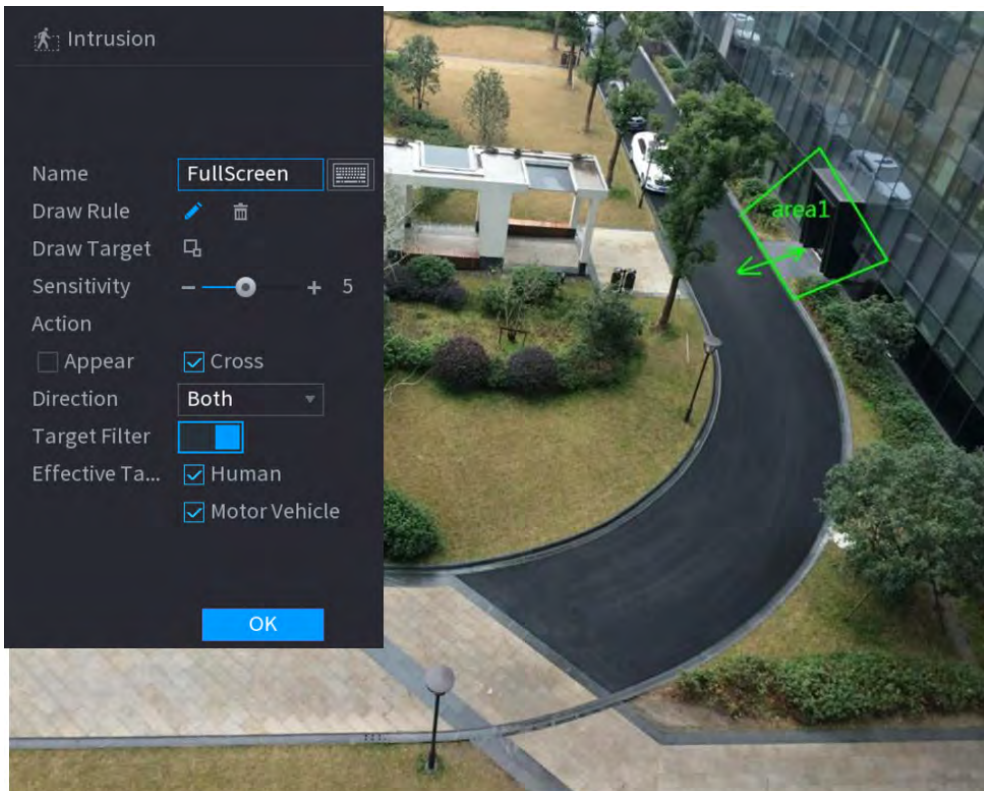 Intrusion
Name FullScreen
Draw Rule
Draw Target
Sensitivity - + 5
Action
Appear Cross
Direction Both
Target Filter
Effective Ta... Human
Motor Vehicle
OK
area1